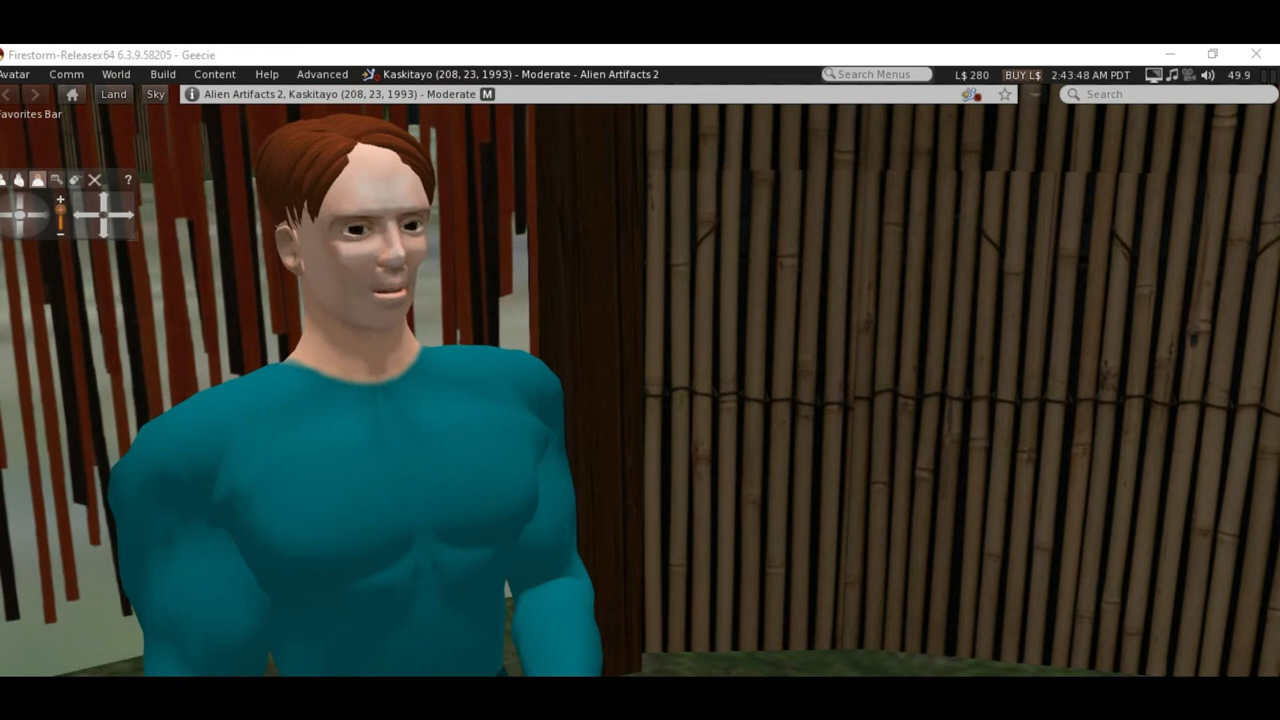 Firestorm-Releasex64 6.3.9.58205 - Geecie
Avatar Comm World Build Content Help Advanced Kaskitayo (208, 23, 1993) - Moderate - Alien Artifacts 2 Search Menus L$ 280 BUY L$ 2:43:48 AM PDT 49.9
Land Sky Alien Artifacts 2, Kaskitayo (208, 23, 1993) - Moderate M Search
Favorites Bar
?